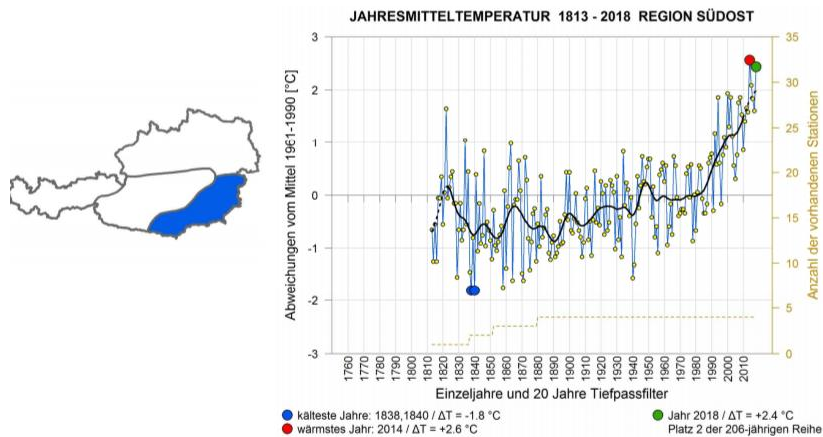 JAHRESMITTELTEMPERATUR 1813 - 2018 REGION SÜDOST
Abweichungen vom Mittel 1961-1990 [°C]
3
2
1
0
-1
-2
-3
35
30
25
20
15
10
5
0
Anzahl der vorhandenen Stationen
1760 1770 1780 1790 1800 1810 1820 1830 1840 1850 1860 1870 1880 1890 1900 1910 1920 1930 1940 1950 1960 1970 1980 1990 2000 2010
Einzeljahre und 20 Jahre Tiefpassfilter
kälteste Jahre: 1838,1840 / ΔT = -1.8 °C
wärmstes Jahr: 2014 / ΔT = +2.6 °C
Jahr 2018 / ΔT = +2.4 °C
Platz 2 der 206-jährigen Reihe